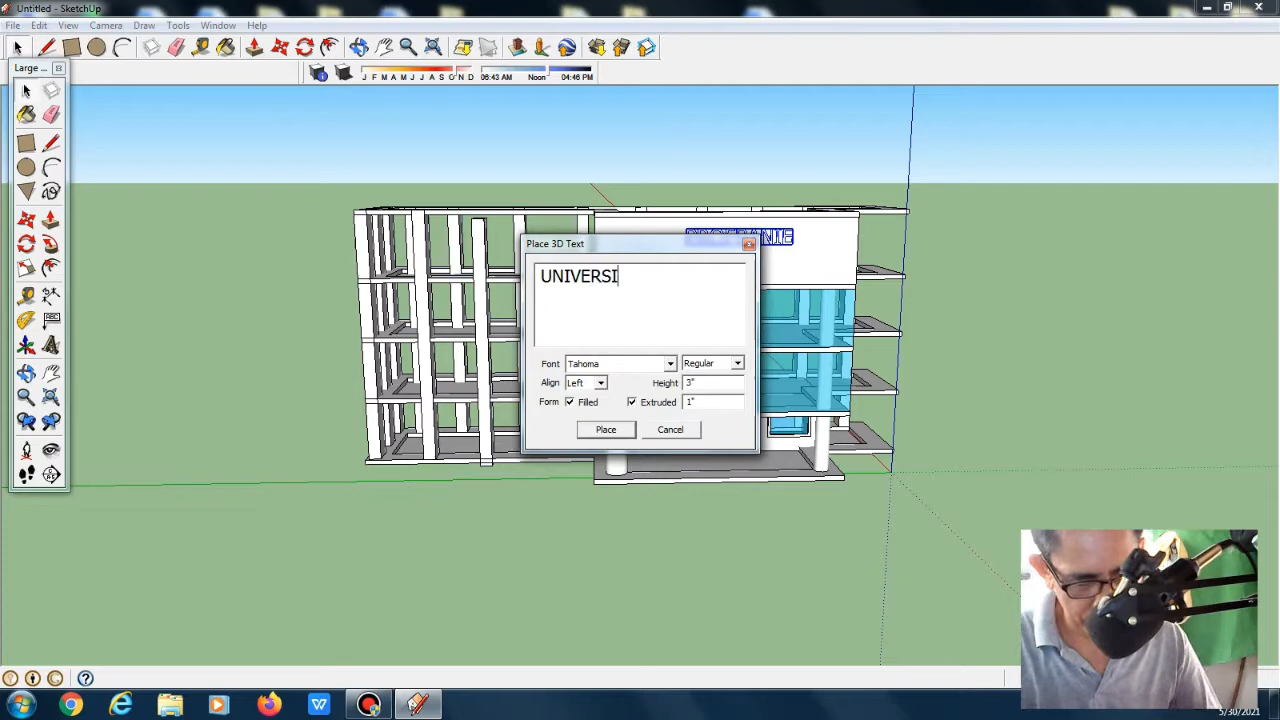 Untitled - SketchUp
File Edit View Camera Draw Tools Window Help
Large ...
J F M A M J J A S O N D 06:43 AM Noon 04:46 PM
Place 3D Text
UNIVERSI
Font Tahoma Regular
Align Left Height 3"
Form Filled Extruded 1"
Place Cancel
ABC
5/30/2021